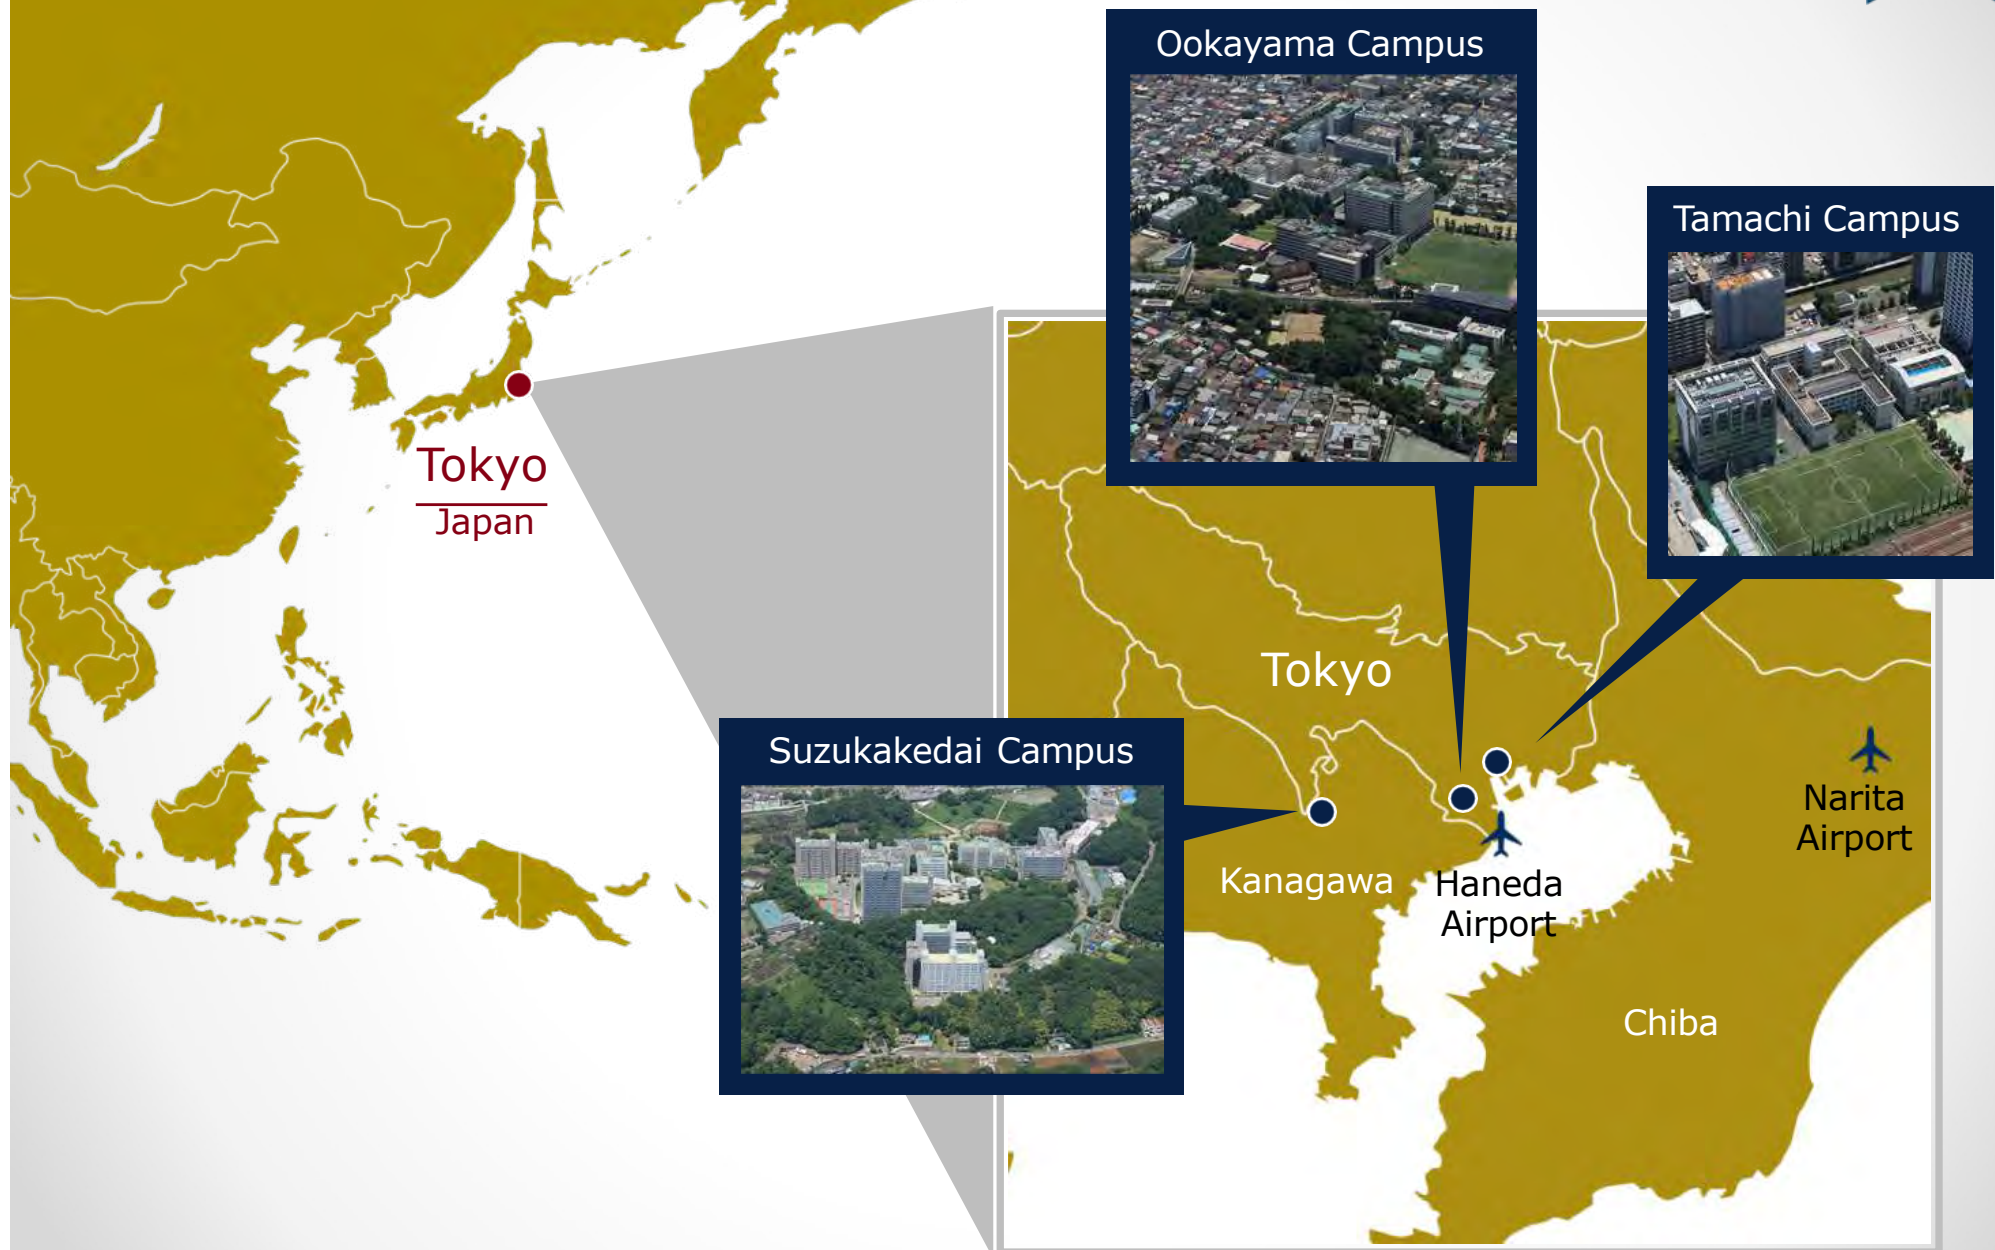 Ookayama Campus
Tamachi Campus
Tokyo
Japan
Tokyo
Suzukakedai Campus
Narita
Airport
Kanagawa
Haneda
Airport
Chiba